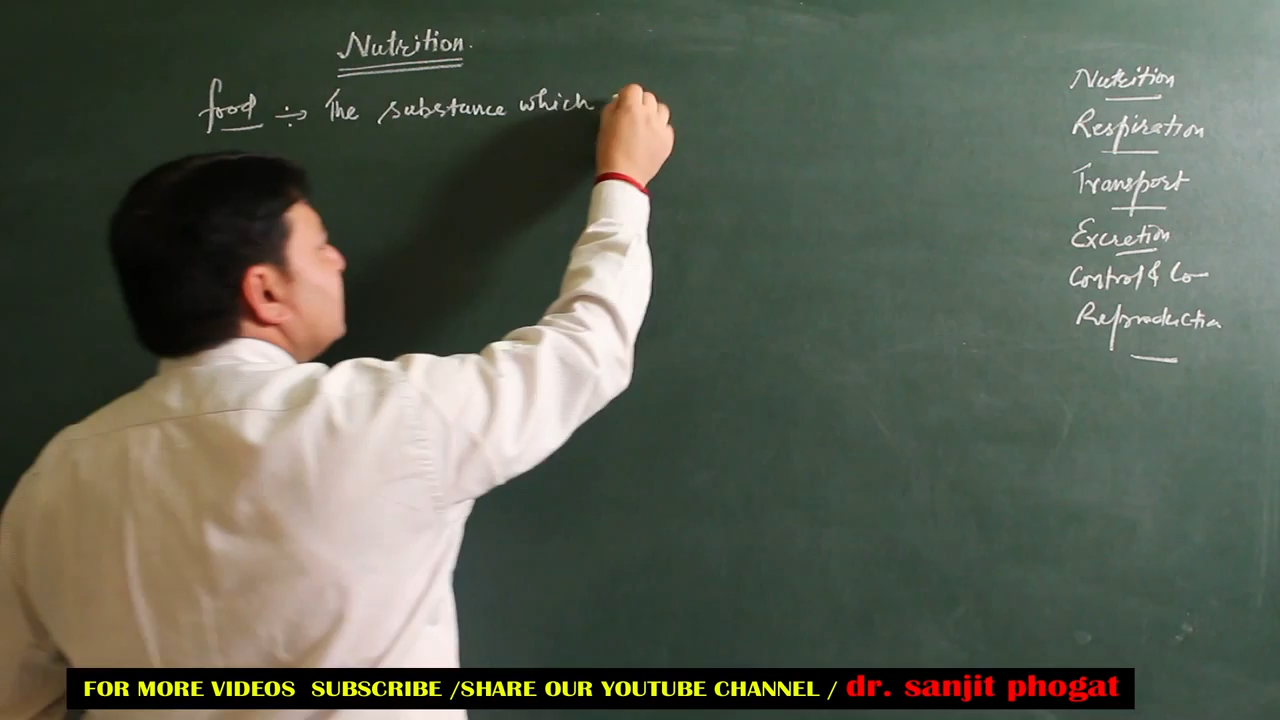 Nutrition
food ÷ The substance which
Nutrition
Respiration
Transport
Excretion
Control & Co
Reproduction
FOR MORE VIDEOS SUBSCRIBE /SHARE OUR YOUTUBE CHANNEL / dr. sanjit phogat